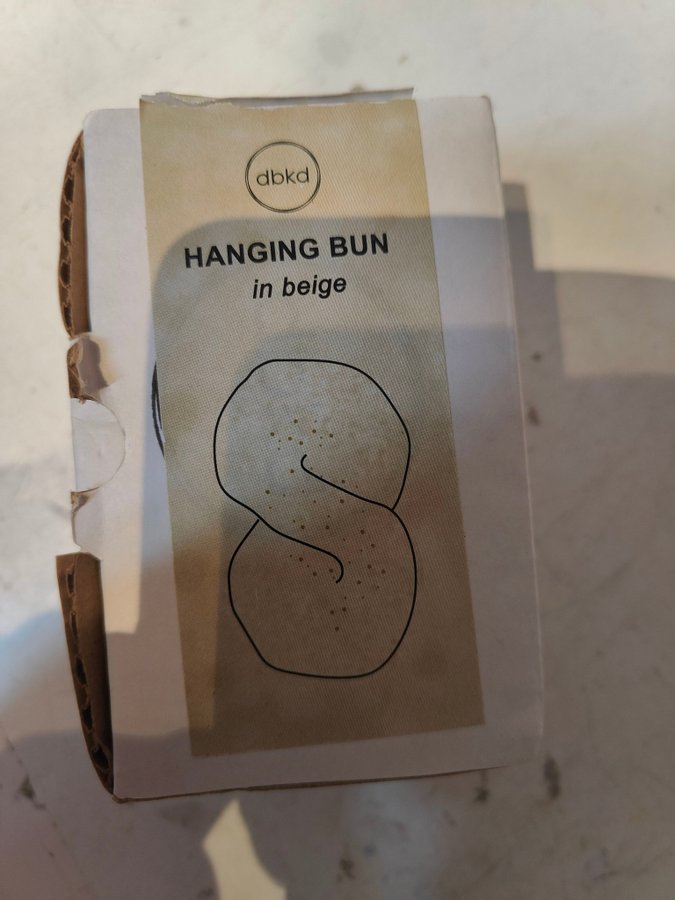 dbkd
HANGING BUN
in beige